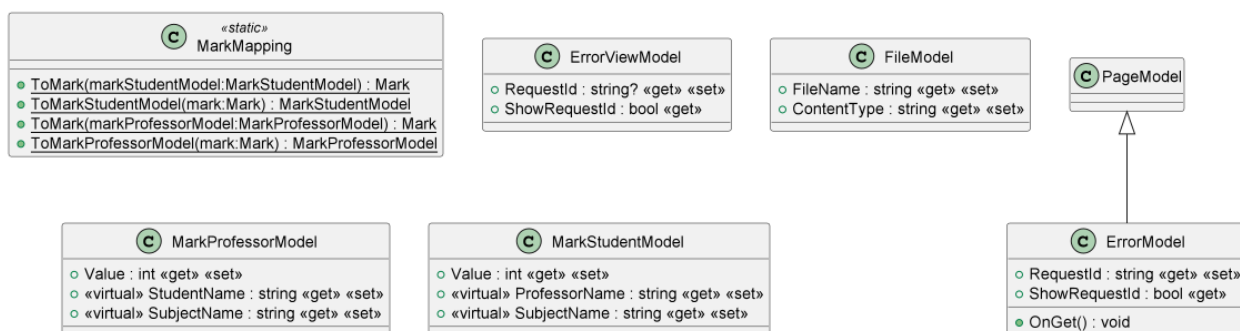 «static»
C MarkMapping
ToMark(markStudentModel:MarkStudentModel) : Mark
ToMarkStudentModel(mark:Mark) : MarkStudentModel
ToMark(markProfessorModel:MarkProfessorModel) : Mark
ToMarkProfessorModel(mark:Mark) : MarkProfessorModel
C ErrorViewModel
RequestId : string? «get» «set»
ShowRequestId : bool «get»
C FileModel
FileName : string «get» «set»
ContentType : string «get» «set»
C PageModel
C MarkProfessorModel
Value : int «get» «set»
«virtual» StudentName : string «get» «set»
«virtual» SubjectName : string «get» «set»
C MarkStudentModel
Value : int «get» «set»
«virtual» ProfessorName : string «get» «set»
«virtual» SubjectName : string «get» «set»
C ErrorModel
RequestId : string «get» «set»
ShowRequestId : bool «get»
OnGet() : void